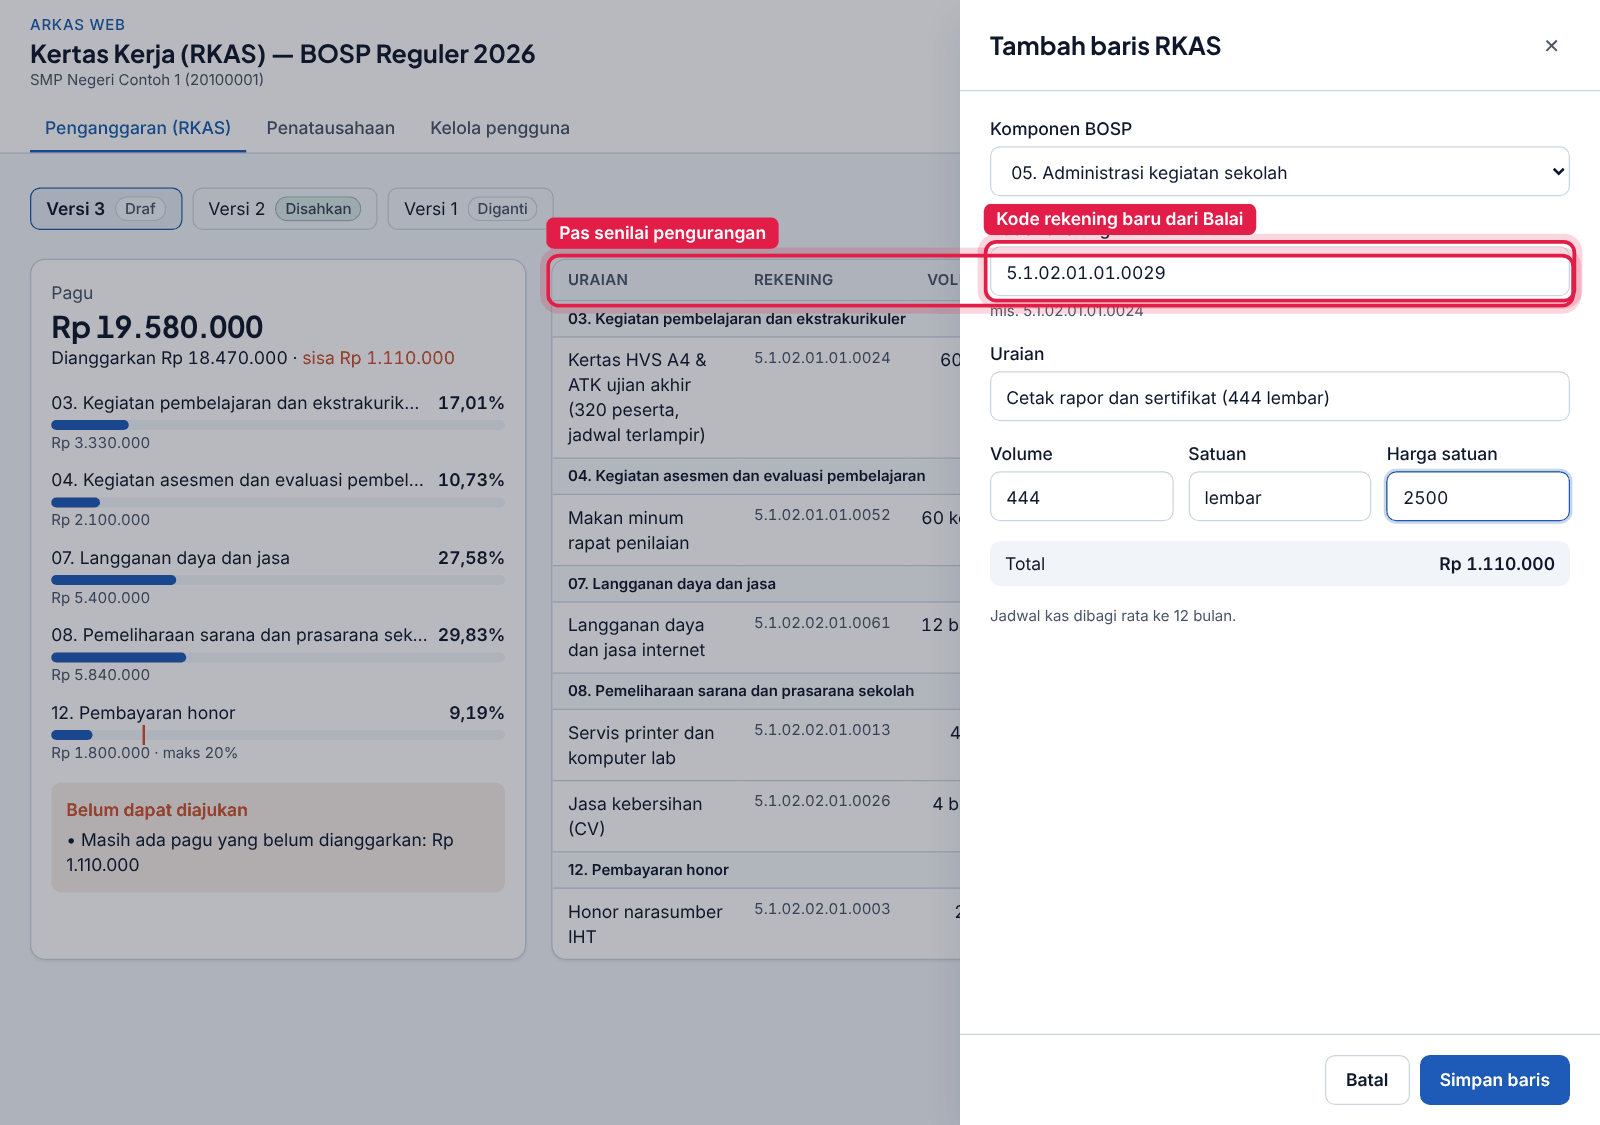 ARKAS WEB
Kertas Kerja (RKAS) — BOSP Reguler 2026
SMP Negeri Contoh 1 (20100001)
Penganggaran (RKAS)
Penatausahaan
Kelola pengguna
Versi 3 Draf
Versi 2 Disahkan
Versi 1 Diganti
Pagu
Rp 19.580.000
Dianggarkan Rp 18.470.000 · sisa Rp 1.110.000
03. Kegiatan pembelajaran dan ekstrakurik... 17,01%
Rp 3.330.000
04. Kegiatan asesmen dan evaluasi pembel... 10,73%
Rp 2.100.000
07. Langganan daya dan jasa 27,58%
Rp 5.400.000
08. Pemeliharaan sarana dan prasarana sek... 29,83%
Rp 5.840.000
12. Pembayaran honor 9,19%
Rp 1.800.000 · maks 20%
Belum dapat diajukan
• Masih ada pagu yang belum dianggarkan: Rp
1.110.000
Pas senilai pengurangan
URAIAN REKENING VOL
03. Kegiatan pembelajaran dan ekstrakurikuler
Kertas HVS A4 & 5.1.02.01.01.0024 60
ATK ujian akhir
(320 peserta,
jadwal terlampir)
04. Kegiatan asesmen dan evaluasi pembelajaran
Makan minum 5.1.02.01.01.0052 60 k
rapat penilaian
07. Langganan daya dan jasa
Langganan daya 5.1.02.02.01.0061 12 b
dan jasa internet
08. Pemeliharaan sarana dan prasarana sekolah
Servis printer dan 5.1.02.02.01.0013 4
komputer lab
Jasa kebersihan 5.1.02.02.01.0026 4 b
(CV)
12. Pembayaran honor
Honor narasumber 5.1.02.02.01.0003 2
IHT
Tambah baris RKAS
×
Komponen BOSP
05. Administrasi kegiatan sekolah
Kode rekening baru dari Balai
5.1.02.01.01.0029
mis. 5.1.02.01.01.0024
Uraian
Cetak rapor dan sertifikat (444 lembar)
Volume Satuan Harga satuan
444 lembar 2500
Total Rp 1.110.000
Jadwal kas dibagi rata ke 12 bulan.
Batal
Simpan baris